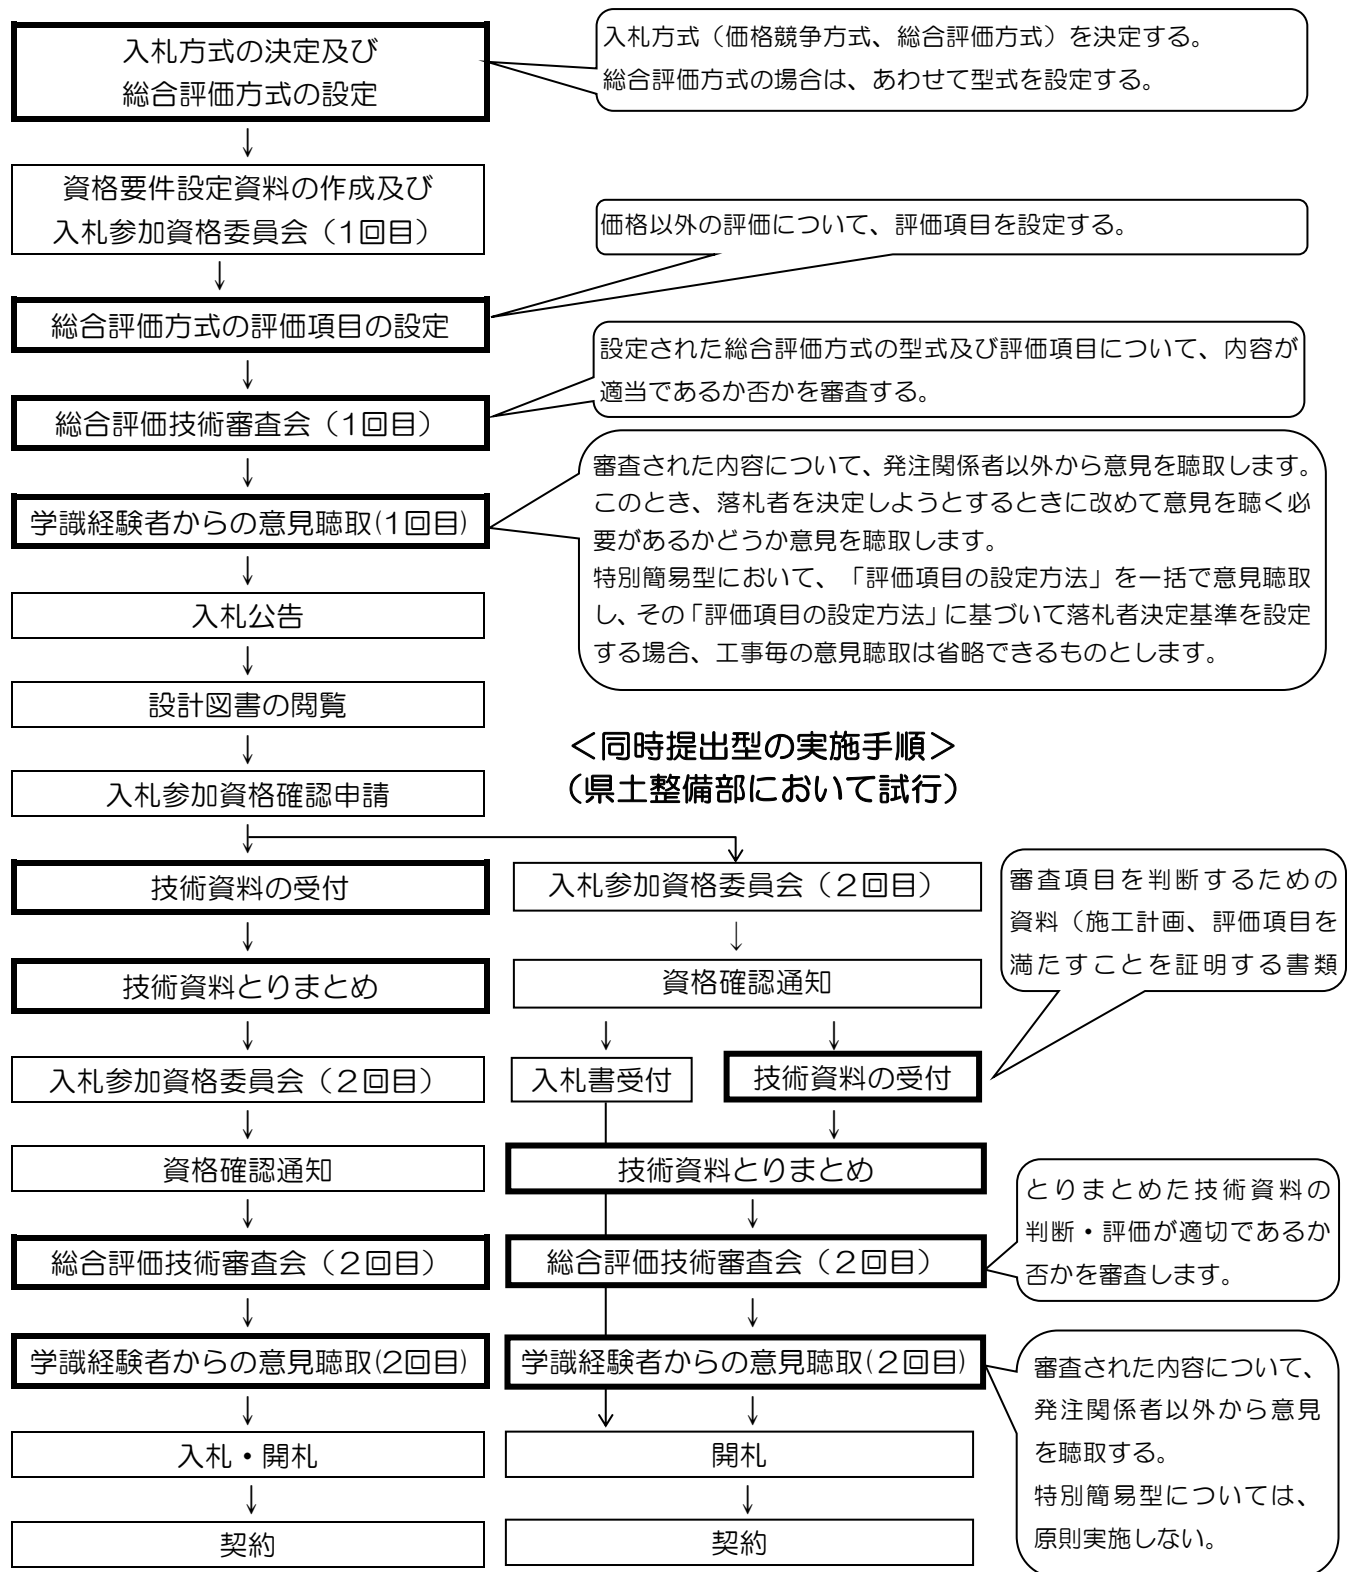 入札方式の決定及び
総合評価方式の設定
入札方式（価格競争方式、総合評価方式）を決定する。
総合評価方式の場合は、あわせて型式を設定する。
↓
資格要件設定資料の作成及び
入札参加資格委員会（1回目）
価格以外の評価について、評価項目を設定する。
↓
総合評価方式の評価項目の設定
設定された総合評価方式の型式及び評価項目について、内容が
適当であるか否かを審査する。
↓
総合評価技術審査会（1回目）
↓
学識経験者からの意見聴取(1回目)
審査された内容について、発注関係者以外から意見を聴取します。
このとき、落札者を決定しようとするときに改めて意見を聴く必
要があるかどうか意見を聴取します。
特別簡易型において、「評価項目の設定方法」を一括で意見聴取
し、その「評価項目の設定方法」に基づいて落札者決定基準を設定
する場合、工事毎の意見聴取は省略できるものとします。
↓
入札公告
↓
設計図書の閲覧
↓
入札参加資格確認申請
＜同時提出型の実施手順＞
（県土整備部において試行）
↓
技術資料の受付
↓
技術資料とりまとめ
↓
入札参加資格委員会（２回目）
↓
資格確認通知
↓
総合評価技術審査会（２回目）
↓
学識経験者からの意見聴取(2回目)
↓
入札・開札
↓
契約
入札参加資格委員会（２回目）
↓
資格確認通知
↓ ↓
入札書受付 技術資料の受付
審査項目を判断するための
資料（施工計画、評価項目を
満たすことを証明する書類
↓
技術資料とりまとめ
↓
総合評価技術審査会（２回目）
とりまとめた技術資料の
判断・評価が適切であるか
否かを審査します。
↓
学識経験者からの意見聴取(２回目)
審査された内容について、
発注関係者以外から意見
を聴取する。
特別簡易型については、
原則実施しない。
↓
開札
↓
契約